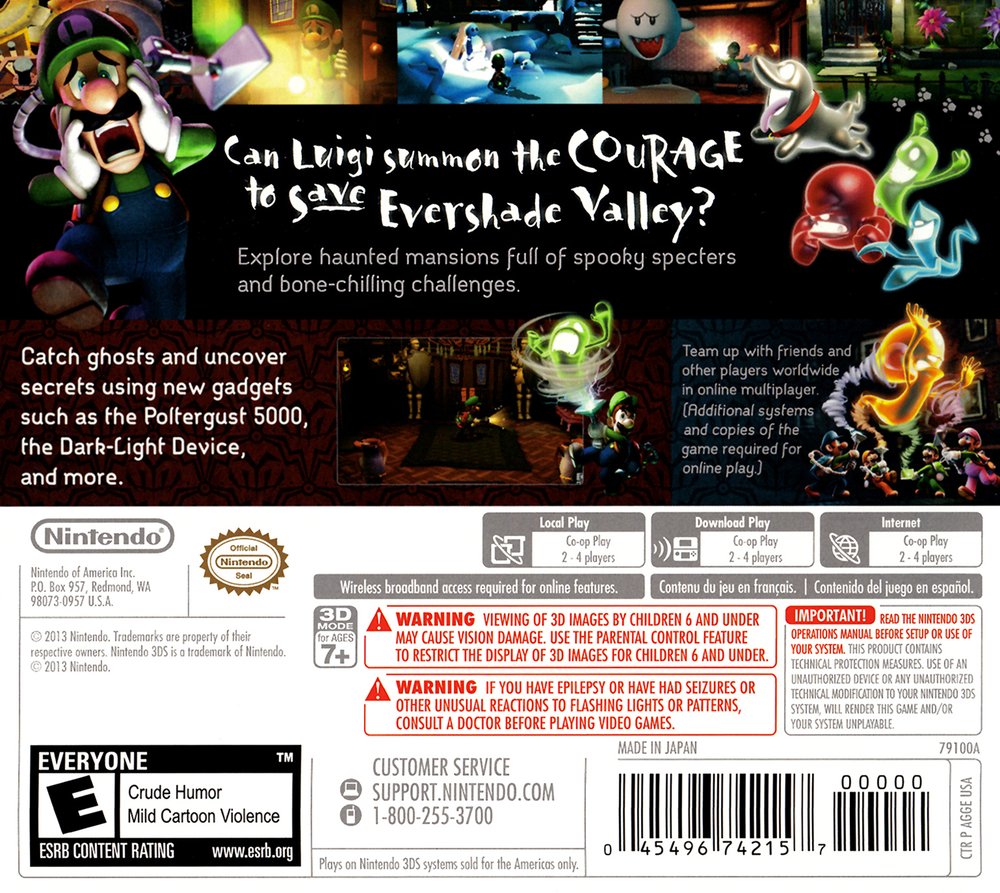 Can Luigi summon the COURAGE
to save Evershade Valley?
Explore haunted mansions full of spooky specters
and bone-chilling challenges.
Catch ghosts and uncover
secrets using new gadgets
such as the Poltergust 5000,
the Dark-Light Device,
and more.
Team up with friends and
other players worldwide
in online multiplayer.
(Additional systems
and copies of the
game required for
online play.)
Nintendo®
Official
Nintendo
Seal
TM
Nintendo of America Inc.
P.O. Box 957, Redmond, WA
98073-0957 U.S.A.
Local Play
Co-op Play
2 - 4 players
Download Play
Co-op Play
2 - 4 players
Internet
Co-op Play
2 - 4 players
Wireless broadband access required for online features.
Contenu du jeu en français.
Contenido del juego en español.
© 2013 Nintendo. Trademarks are property of their
respective owners. Nintendo 3DS is a trademark of Nintendo.
© 2013 Nintendo.
3D
MODE
for AGES
7+
WARNING VIEWING OF 3D IMAGES BY CHILDREN 6 AND UNDER
MAY CAUSE VISION DAMAGE. USE THE PARENTAL CONTROL FEATURE
TO RESTRICT THE DISPLAY OF 3D IMAGES FOR CHILDREN 6 AND UNDER.
WARNING IF YOU HAVE EPILEPSY OR HAVE HAD SEIZURES OR
OTHER UNUSUAL REACTIONS TO FLASHING LIGHTS OR PATTERNS,
CONSULT A DOCTOR BEFORE PLAYING VIDEO GAMES.
IMPORTANT! READ THE NINTENDO 3DS
OPERATIONS MANUAL BEFORE SETUP OR USE OF
YOUR SYSTEM. THIS PRODUCT CONTAINS
TECHNICAL PROTECTION MEASURES. USE OF AN
UNAUTHORIZED DEVICE OR ANY UNAUTHORIZED
TECHNICAL MODIFICATION TO YOUR NINTENDO 3DS
SYSTEM, WILL RENDER THIS GAME AND/OR
YOUR SYSTEM UNPLAYABLE.
EVERYONE TM
E
Crude Humor
Mild Cartoon Violence
ESRB CONTENT RATING www.esrb.org
CUSTOMER SERVICE
SUPPORT.NINTENDO.COM
1-800-255-3700
Plays on Nintendo 3DS systems sold for the Americas only.
MADE IN JAPAN
79100A
00000
0 45496 74215 7
CTR P AGGE USA